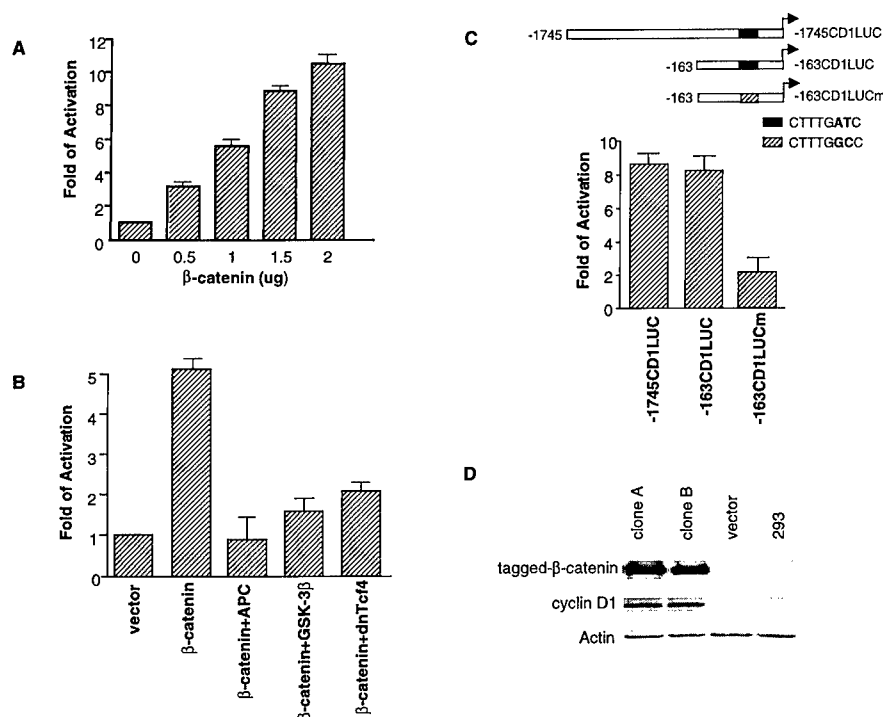 A
Fold of Activation
12
10
8
6
4
2
0
0 0.5 1 1.5 2
β-catenin (ug)
B
Fold of Activation
5
4
2
1
0
vector
β-catenin
β-catenin+APC
β-catenin+GSK-3β
β-catenin+dnTcf4
C
-1745 -1745CD1LUC
-163 -163CD1LUC
-163 -163CD1LUCm
CTTTGATC
CTTTGGCC
Fold of Activation
10
8
6
4
2
0
-1745CD1LUC
-163CD1LUC
-163CD1LUCm
D
clone A
clone B
vector
293
tagged-β-catenin
cyclin D1
Actin